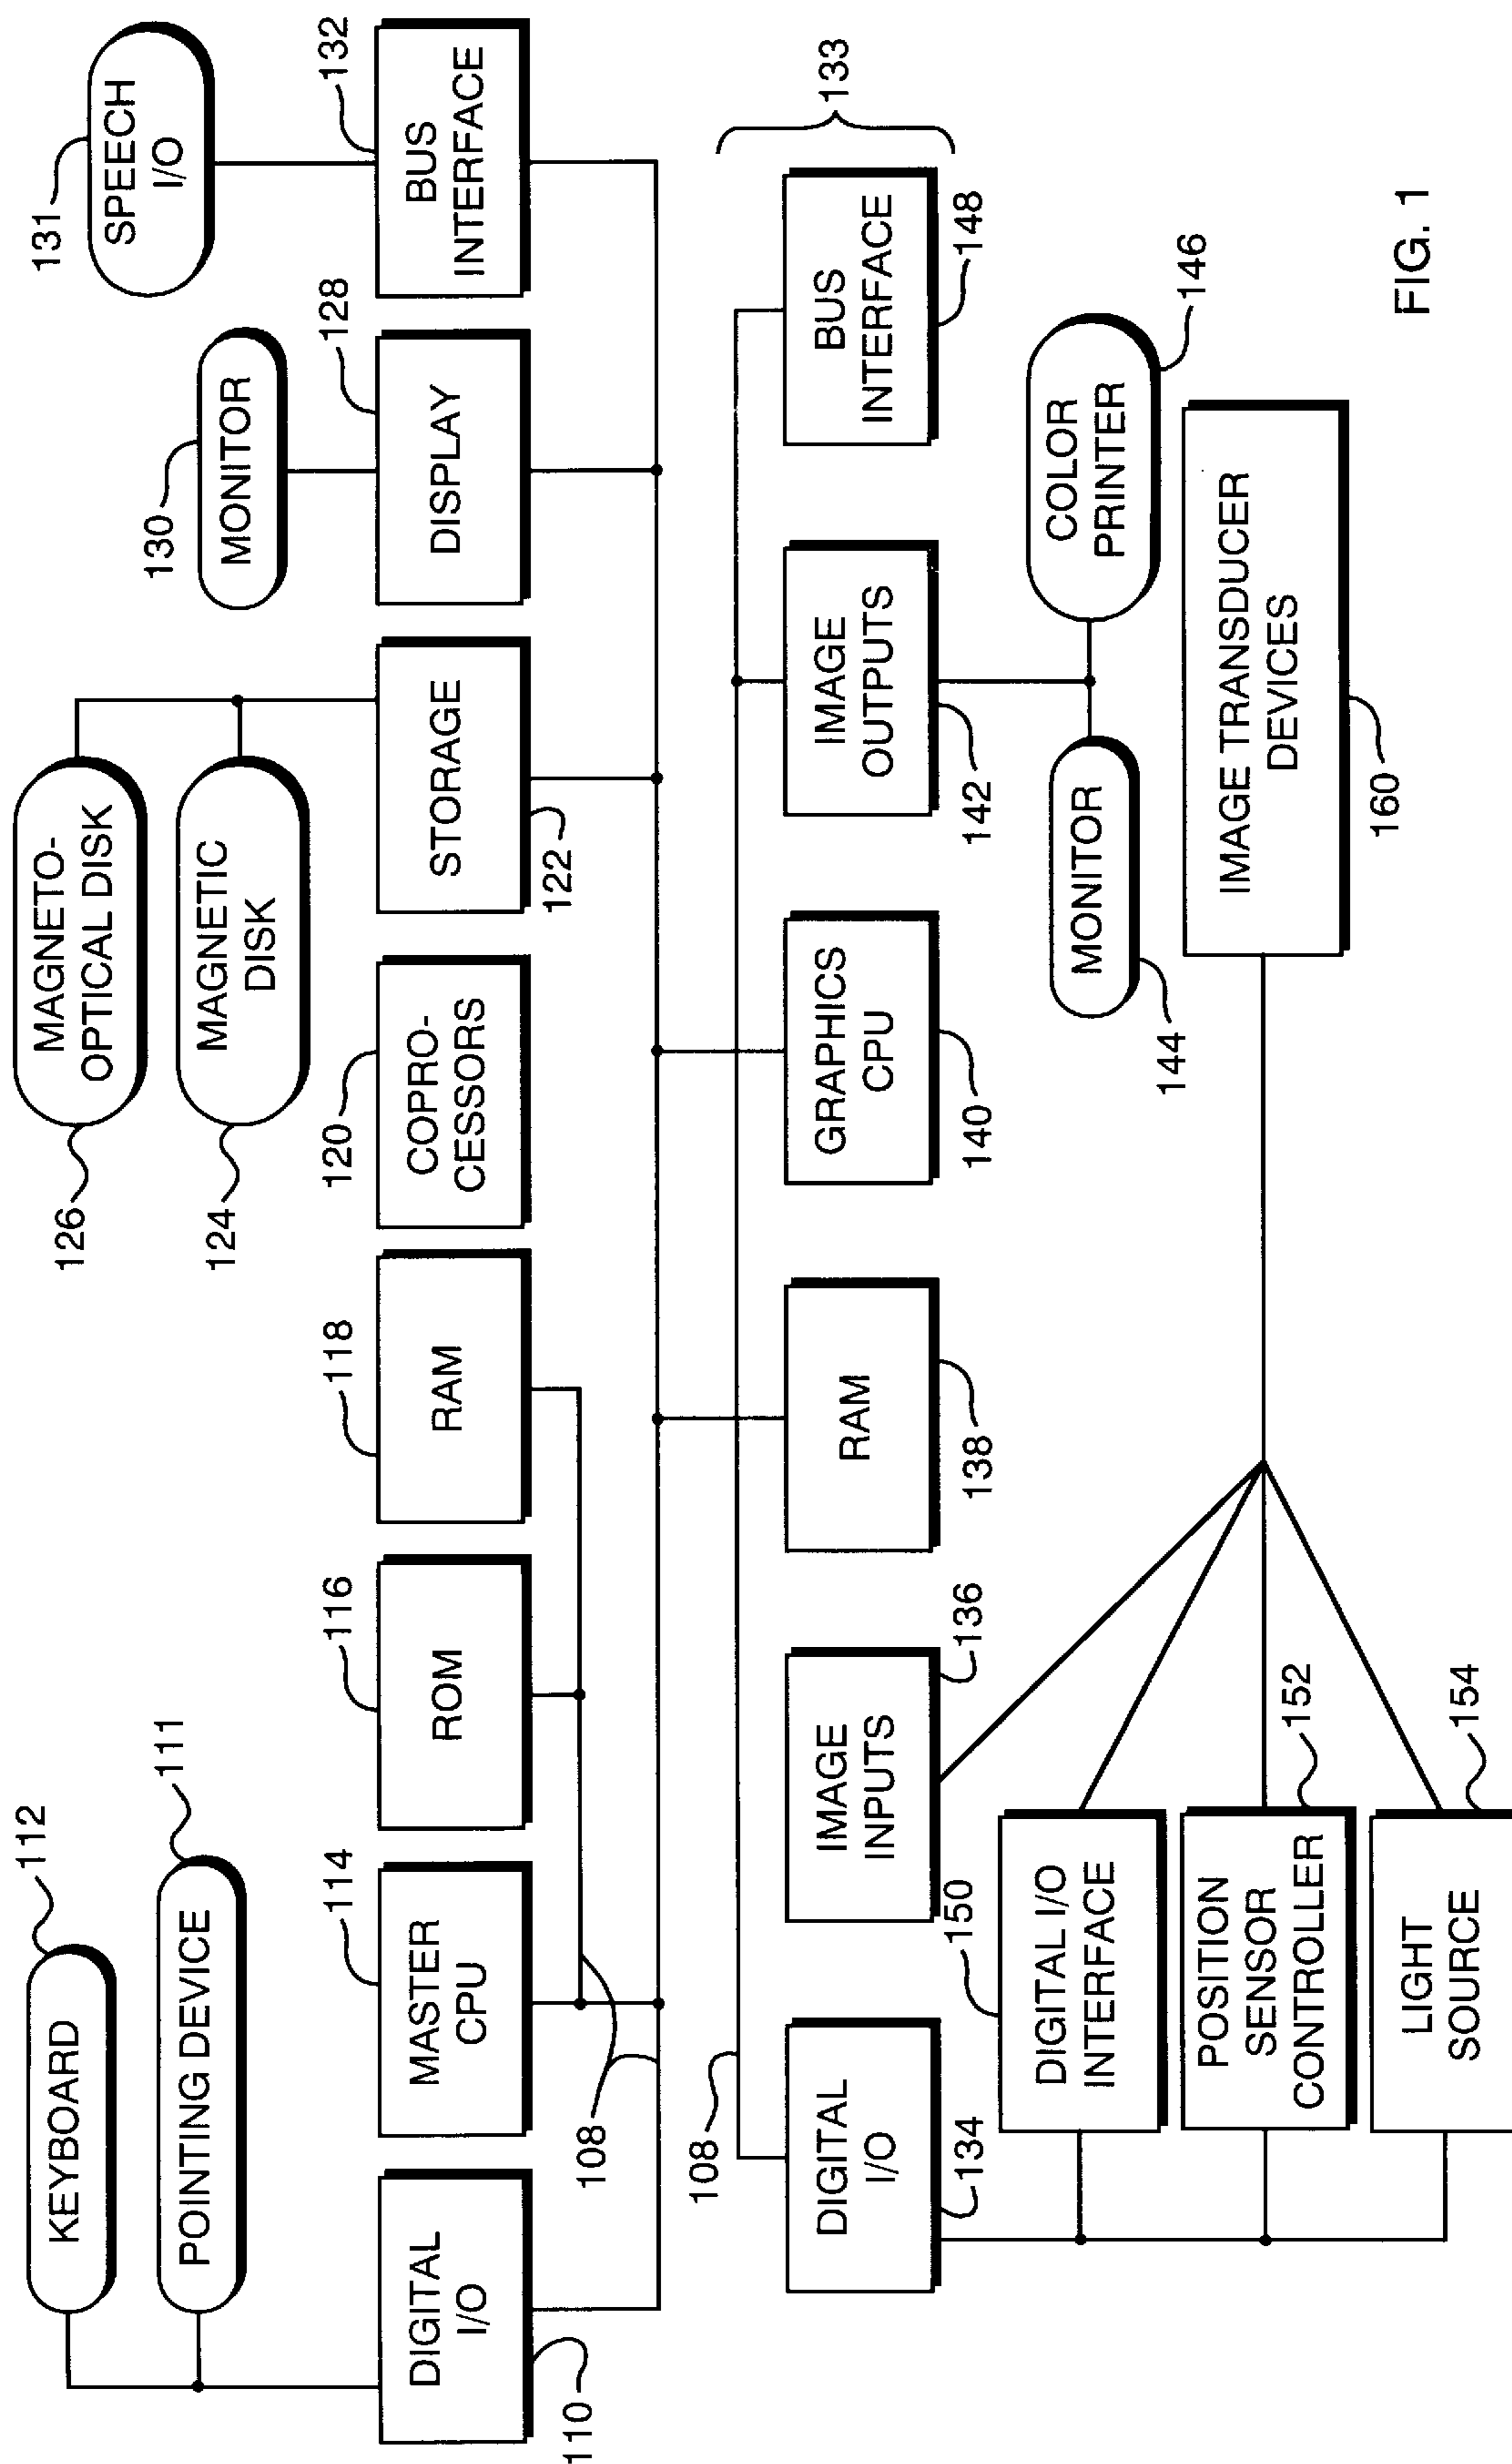 112
KEYBOARD
111
POINTING DEVICE
126
MAGNETO-
OPTICAL DISK
124
MAGNETIC
DISK
130
MONITOR
131
SPEECH
I/O
110
DIGITAL
I/O
114
MASTER
CPU
116
ROM
118
RAM
120
COPRO-
CESSORS
122
STORAGE
128
DISPLAY
132
BUS
INTERFACE
108
108
133
134
DIGITAL
I/O
136
IMAGE
INPUTS
138
RAM
140
GRAPHICS
CPU
142
IMAGE
OUTPUTS
148
BUS
INTERFACE
150
DIGITAL I/O
INTERFACE
152
POSITION
SENSOR
CONTROLLER
154
LIGHT
SOURCE
144
MONITOR
146
COLOR
PRINTER
160
IMAGE TRANSDUCER
DEVICES
FIG. 1